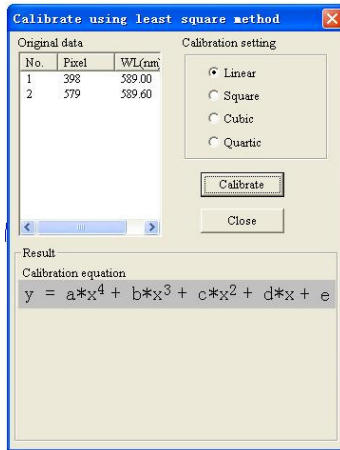 Calibrate using least square method
Original data
Calibration setting
No. Pixel WL(nm)
1 398 589.00
2 579 589.60
Linear
Square
Cubic
Quartic
Calibrate
Close
Result
Calibration equation
y = a*x4 + b*x3 + c*x2 + d*x + e